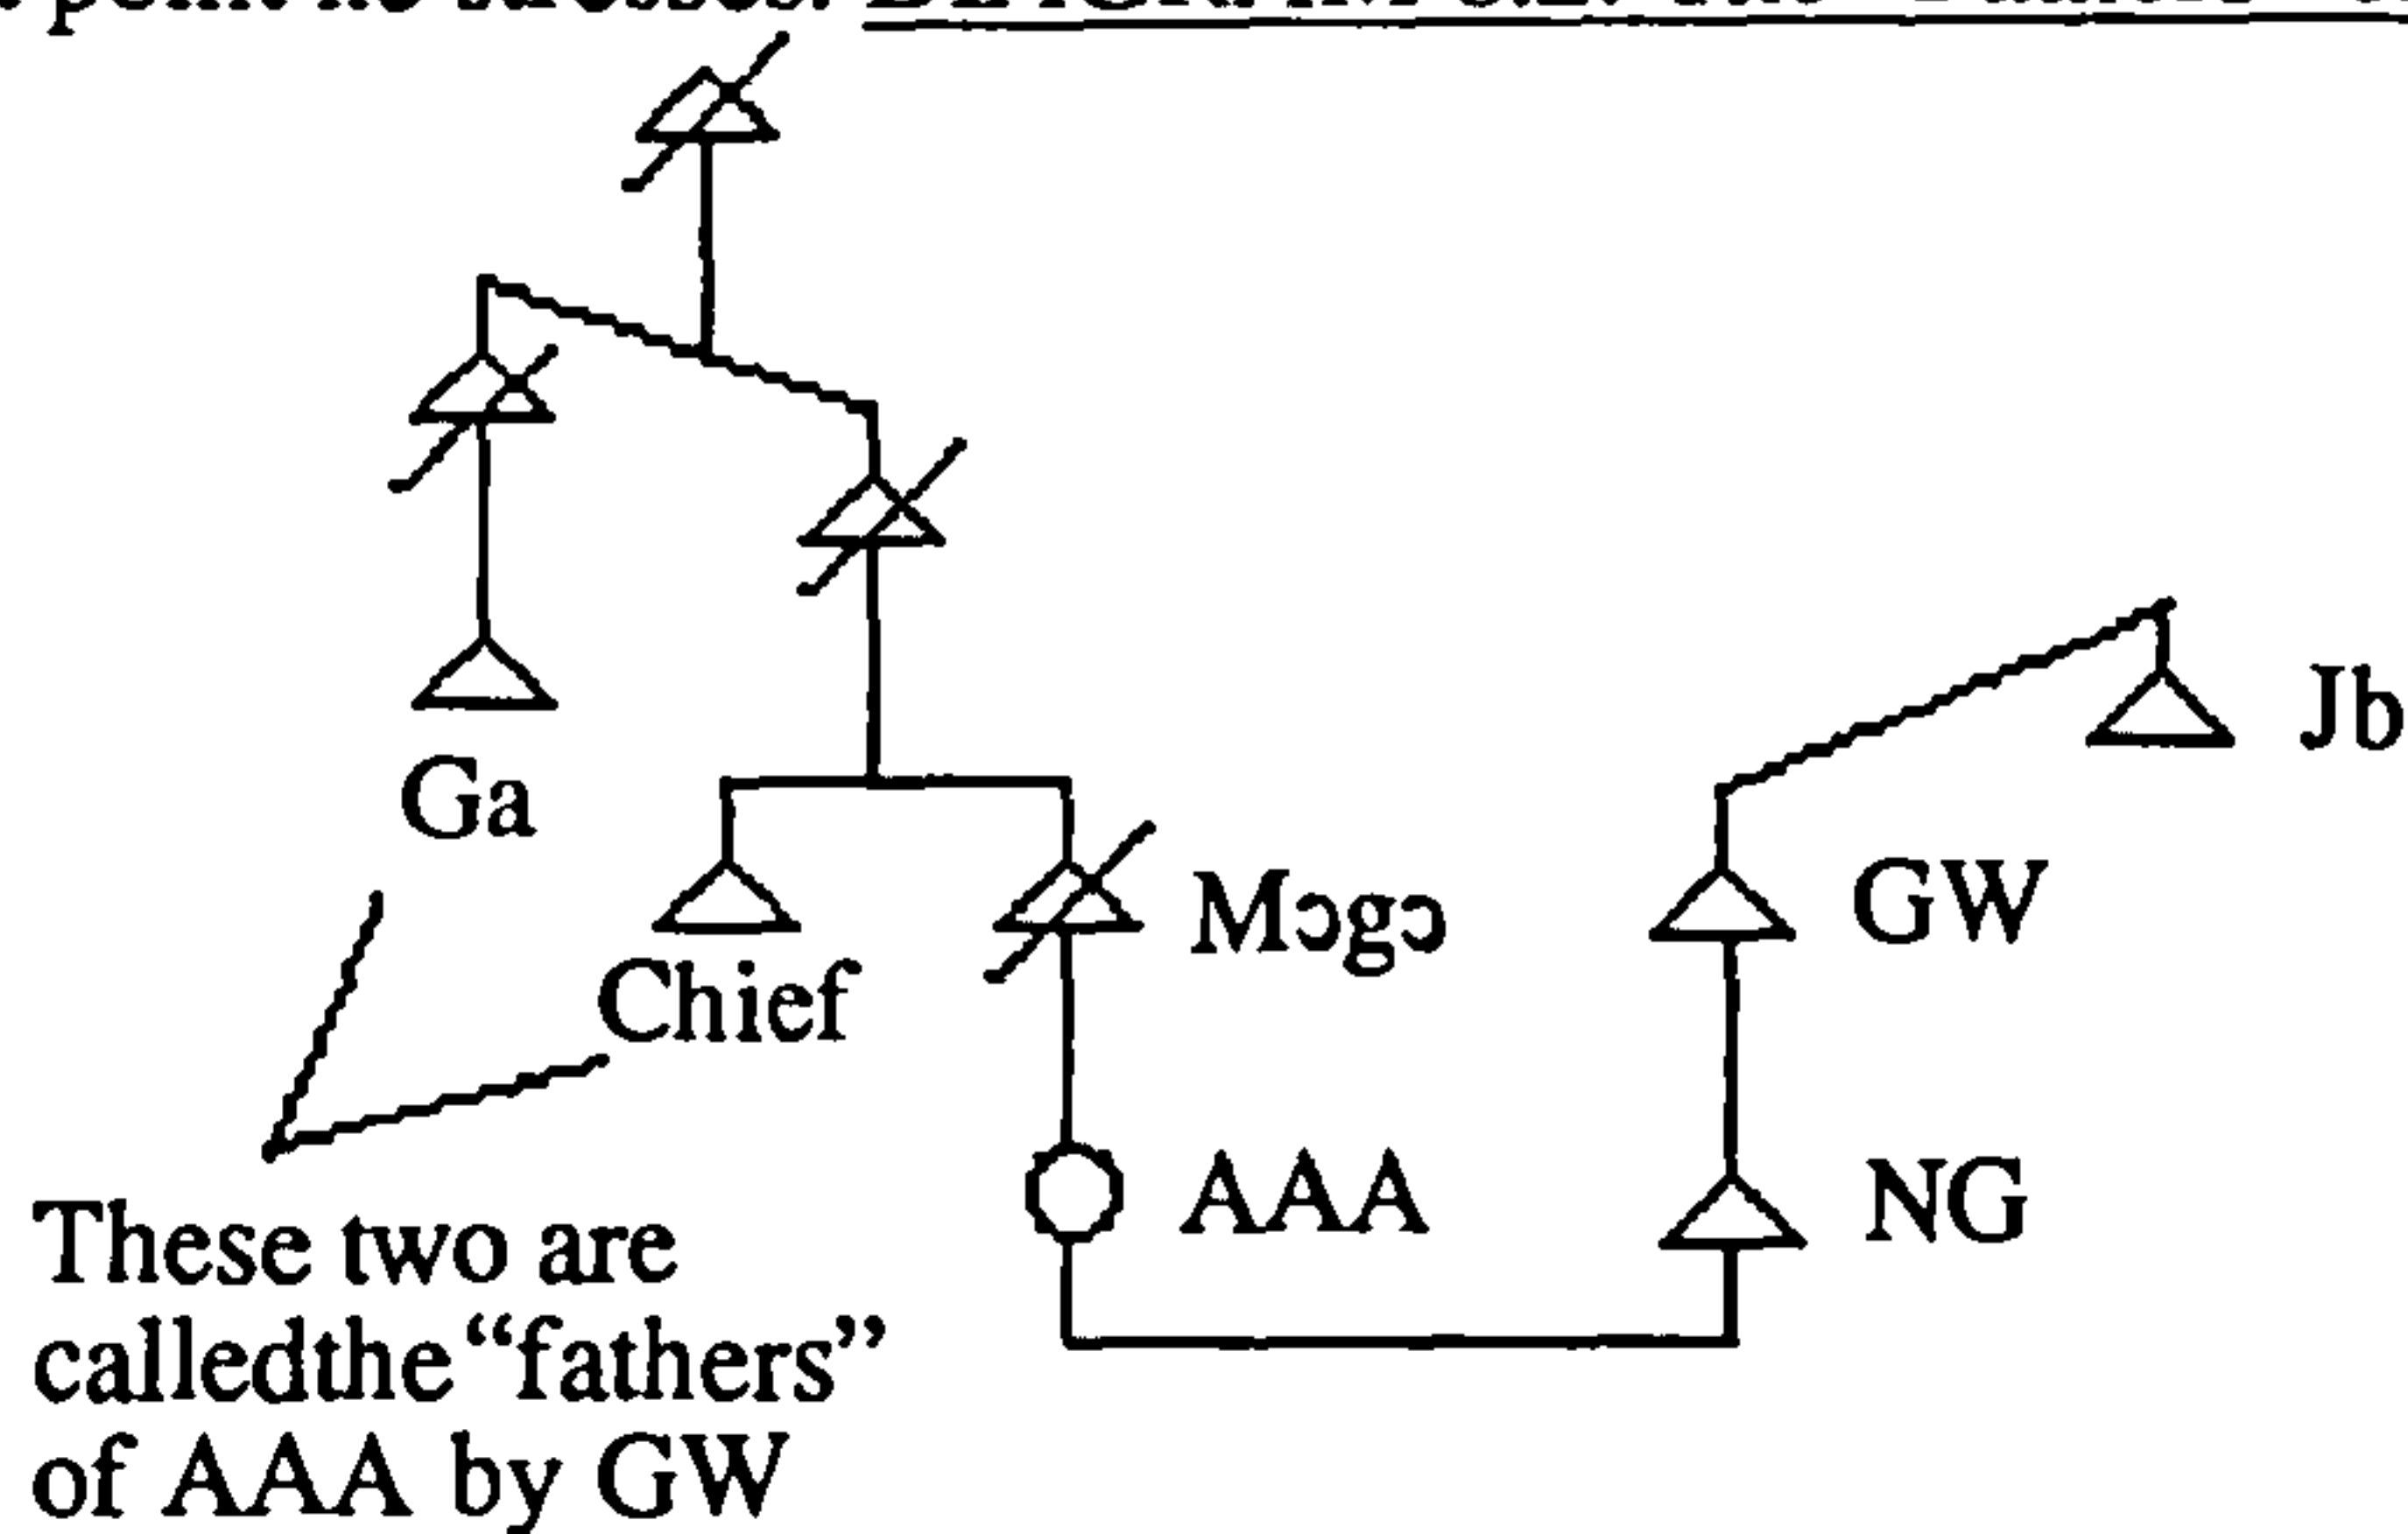 Jb
Ga
Mɔgɔ
GW
Chief
AAA
NG
These two are
calledthe “fathers”
of AAA by GW